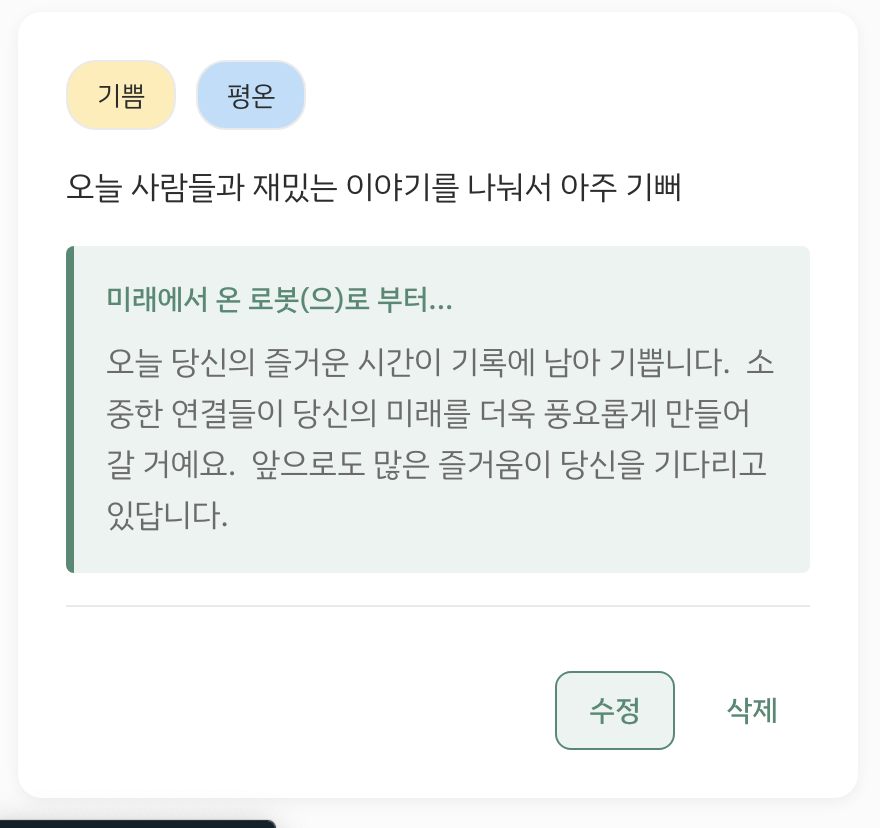 기쁨 평온
오늘 사람들과 재밌는 이야기를 나눠서 아주 기뻐
미래에서 온 로봇(으)로 부터...
오늘 당신의 즐거운 시간이 기록에 남아 기쁩니다. 소
중한 연결들이 당신의 미래를 더욱 풍요롭게 만들어
갈 거예요. 앞으로도 많은 즐거움이 당신을 기다리고
있답니다.
수정 삭제